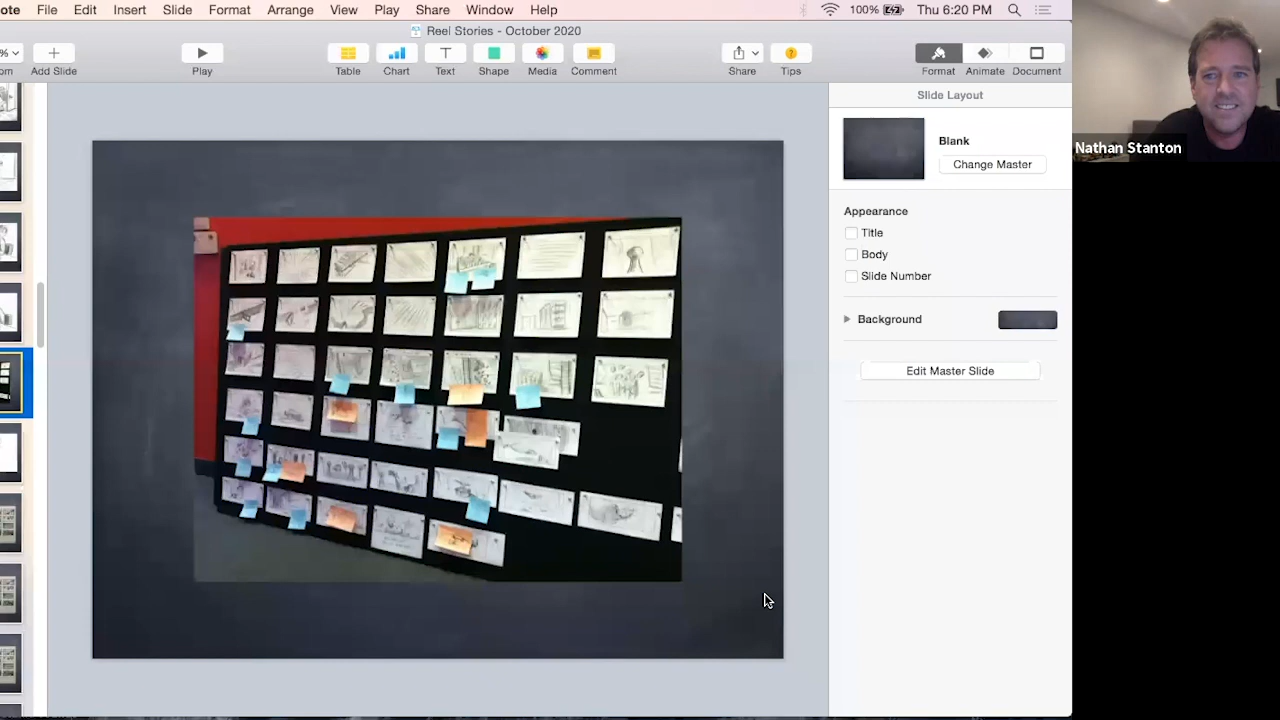 ote File Edit Insert Slide Format Arrange View Play Share Window Help 100% Thu 6:20 PM
Reel Stories - October 2020
%
om Add Slide Play Table Chart Text Shape Media Comment Share Tips Format Animate Document
Slide Layout
Blank
Change Master
Appearance
Title
Body
Slide Number
Background
Edit Master Slide
Nathan Stanton